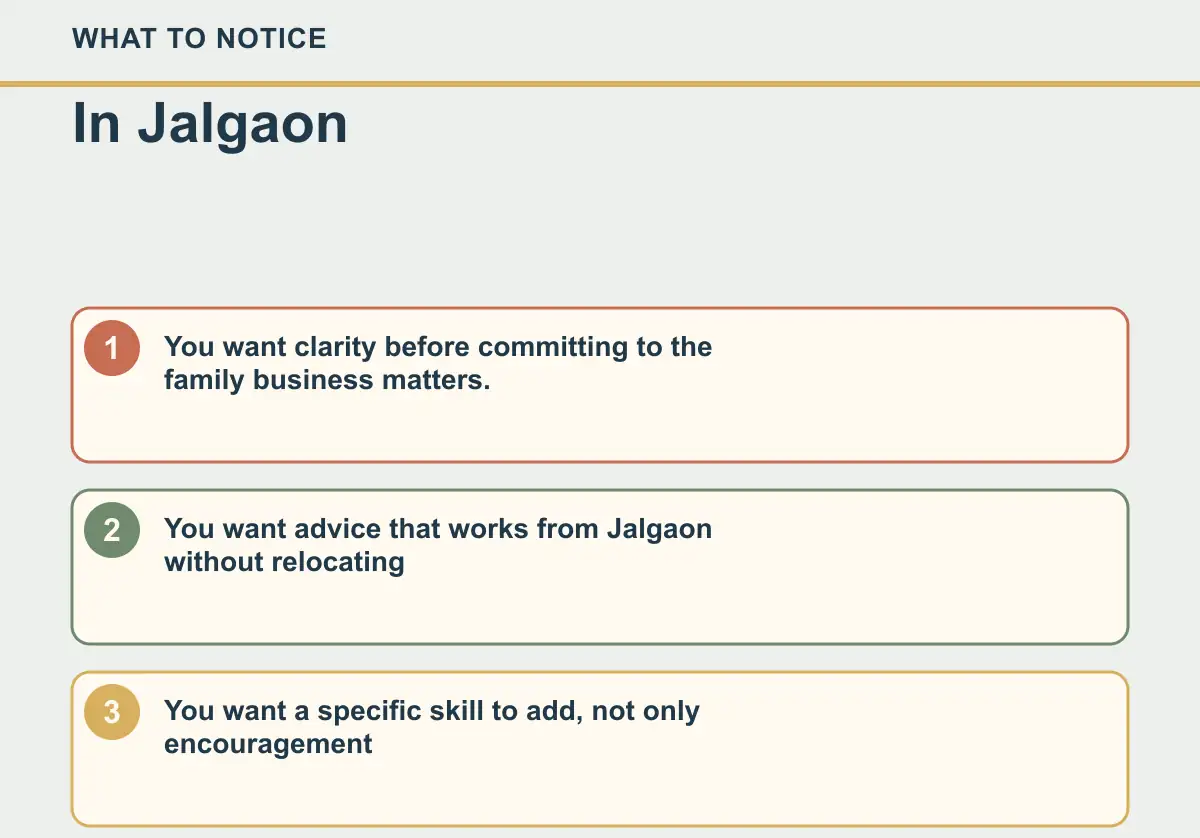 WHAT TO NOTICE
In Jalgaon
1
You want clarity before committing to the
family business matters.
2
You want advice that works from Jalgaon
without relocating
3
You want a specific skill to add, not only
encouragement